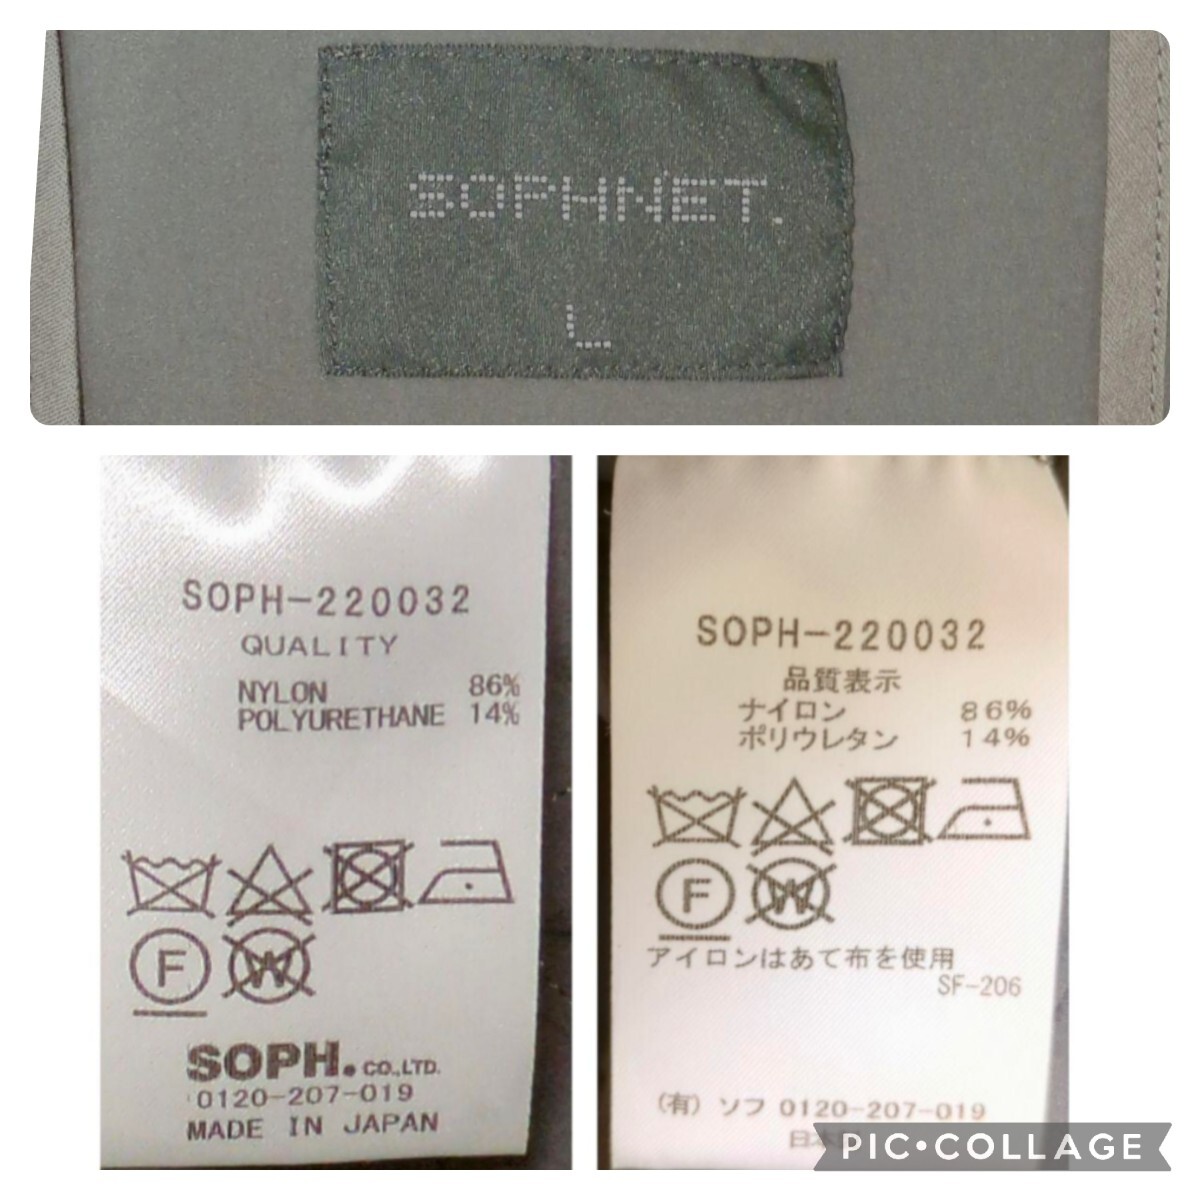 SOPHNET.
L
SOPH-220032
QUALITY
NYLON 86%
POLYURETHANE 14%
F W
SOPH. CO.,LTD.
0120-207-019
MADE IN JAPAN
SOPH-220032
品質表示
ナイロン 86%
ポリウレタン 14%
F W
アイロンはあて布を使用
SF-206
(有) ソフ 0120-207-019
PIC•COLLAGE